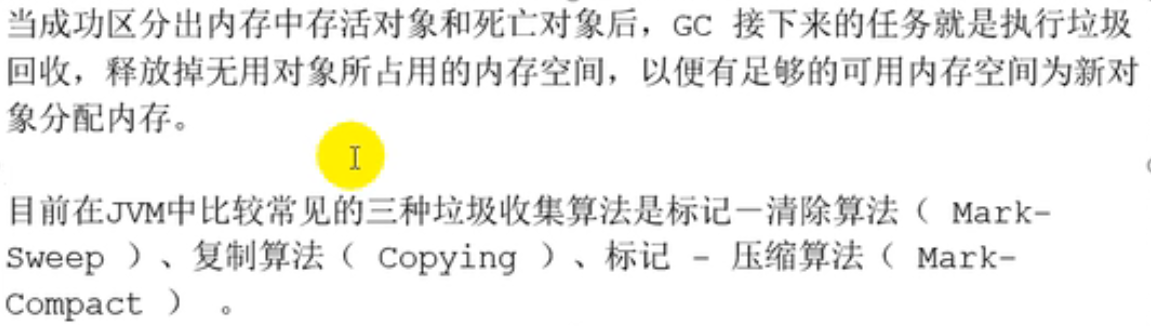 当成功区分出内存中存活对象和死亡对象后，GC 接下来的任务就是执行垃圾
回收，释放掉无用对象所占用的内存空间，以便有足够的可用内存空间为新对
象分配内存。
目前在JVM中比较常见的三种垃圾收集算法是标记－清除算法（ Mark-
Sweep ）、复制算法（ Copying ）、标记 - 压缩算法（ Mark-
Compact ） 。